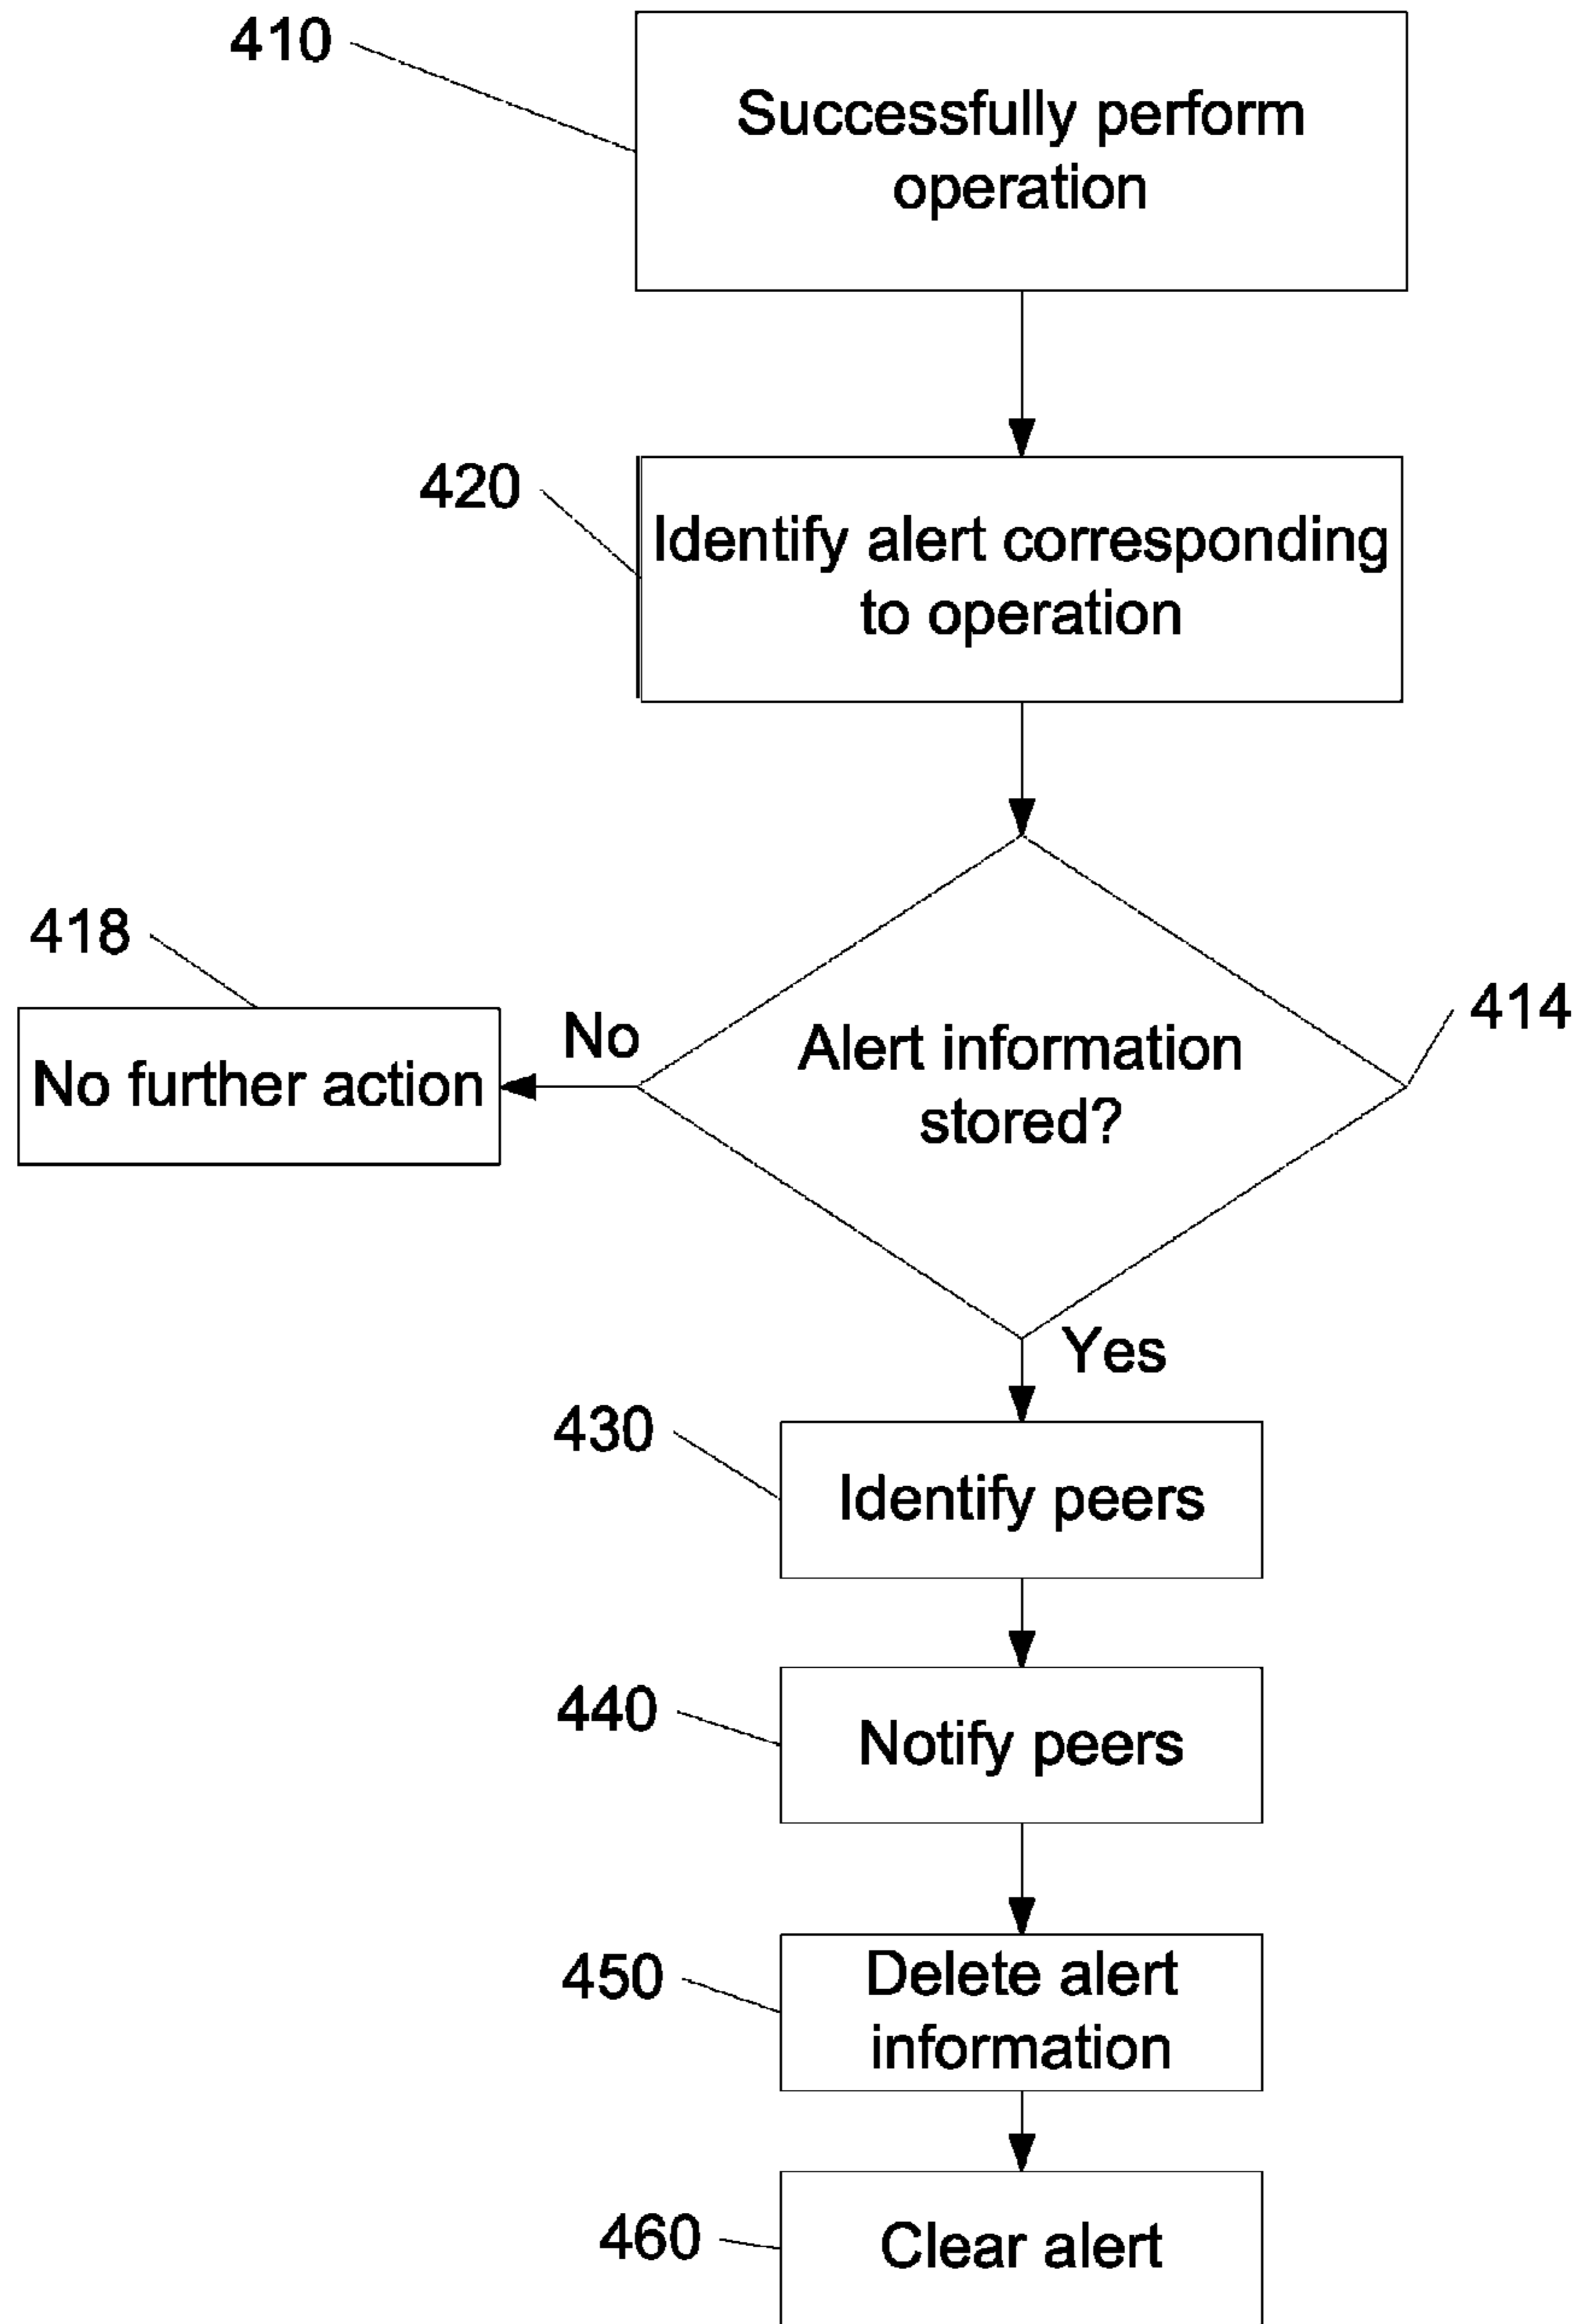 410
Successfully perform
operation
420
Identify alert corresponding
to operation
418
No further action
No
Alert information
stored?
414
Yes
430
Identify peers
440
Notify peers
450
Delete alert
information
460
Clear alert